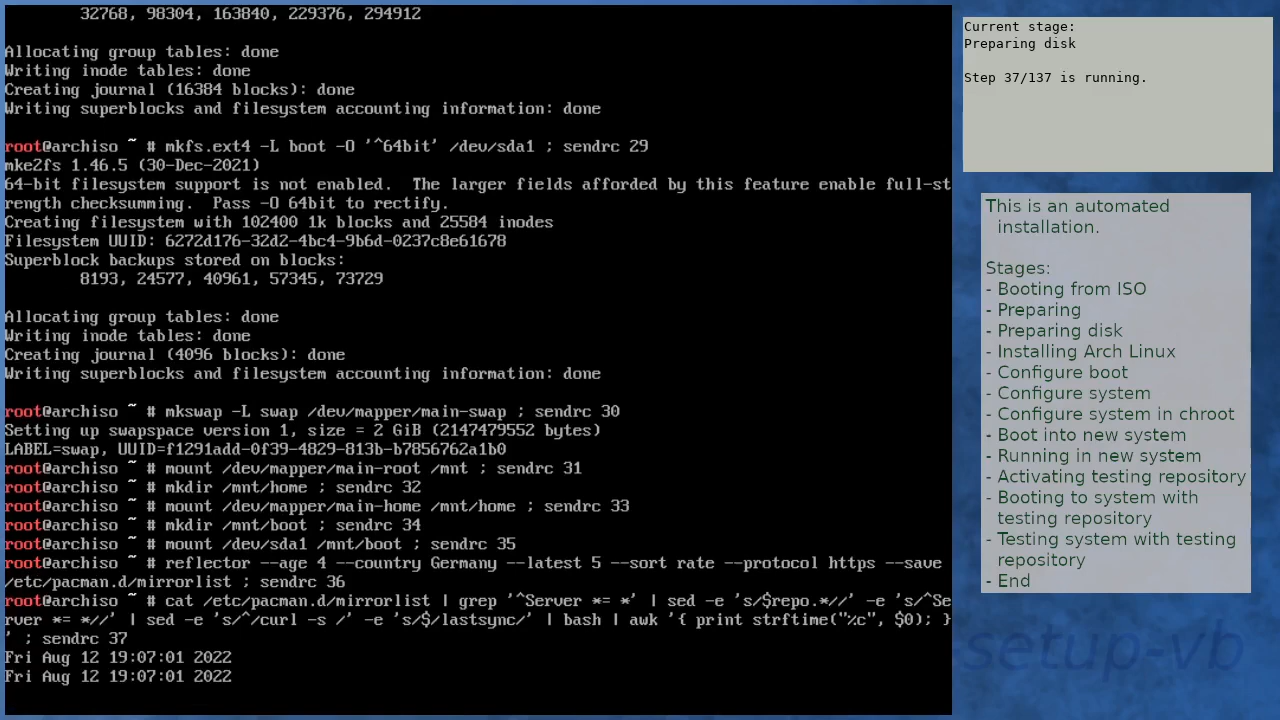 32768, 98304, 163840, 229376, 294912
Allocating group tables: done
Writing inode tables: done
Creating journal (16384 blocks): done
Writing superblocks and filesystem accounting information: done
root@archiso ~ # mkfs.ext4 -L boot -O '^64bit' /dev/sda1 ; sendrc 29
mke2fs 1.46.5 (30-Dec-2021)
64-bit filesystem support is not enabled.  The larger fields afforded by this feature enable full-st
rength checksumming.  Pass -O 64bit to rectify.
Creating filesystem with 102400 1k blocks and 25584 inodes
Filesystem UUID: 6272d176-32d2-4bc4-9b6d-0237c8e61678
Superblock backups stored on blocks:
8193, 24577, 40961, 57345, 73729
Allocating group tables: done
Writing inode tables: done
Creating journal (4096 blocks): done
Writing superblocks and filesystem accounting information: done
root@archiso ~ # mkswap -L swap /dev/mapper/main-swap ; sendrc 30
Setting up swapspace version 1, size = 2 GiB (2147479552 bytes)
LABEL=swap, UUID=f1291add-0f39-4829-813b-b7856762a1b0
root@archiso ~ # mount /dev/mapper/main-root /mnt ; sendrc 31
root@archiso ~ # mkdir /mnt/home ; sendrc 32
root@archiso ~ # mount /dev/mapper/main-home /mnt/home ; sendrc 33
root@archiso ~ # mkdir /mnt/boot ; sendrc 34
root@archiso ~ # mount /dev/sda1 /mnt/boot ; sendrc 35
root@archiso ~ # reflector --age 4 --country Germany --latest 5 --sort rate --protocol https --save
/etc/pacman.d/mirrorlist ; sendrc 36
root@archiso ~ # cat /etc/pacman.d/mirrorlist | grep '^Server *= *' | sed -e 's/$repo.*//' -e 's/^Se
rver *= *//' | sed -e 's/^/curl -s /' -e 's/$/lastsync/' | bash | awk '{ print strftime("%c", $0); }
' ; sendrc 37
Fri Aug 12 19:07:01 2022
Fri Aug 12 19:07:01 2022
Current stage:
Preparing disk
Step 37/137 is running.
This is an automated
installation.
Stages:
- Booting from ISO
- Preparing
- Preparing disk
- Installing Arch Linux
- Configure boot
- Configure system
- Configure system in chroot
- Boot into new system
- Running in new system
- Activating testing repository
- Booting to system with
testing repository
- Testing system with testing
repository
- End
-setup-vb